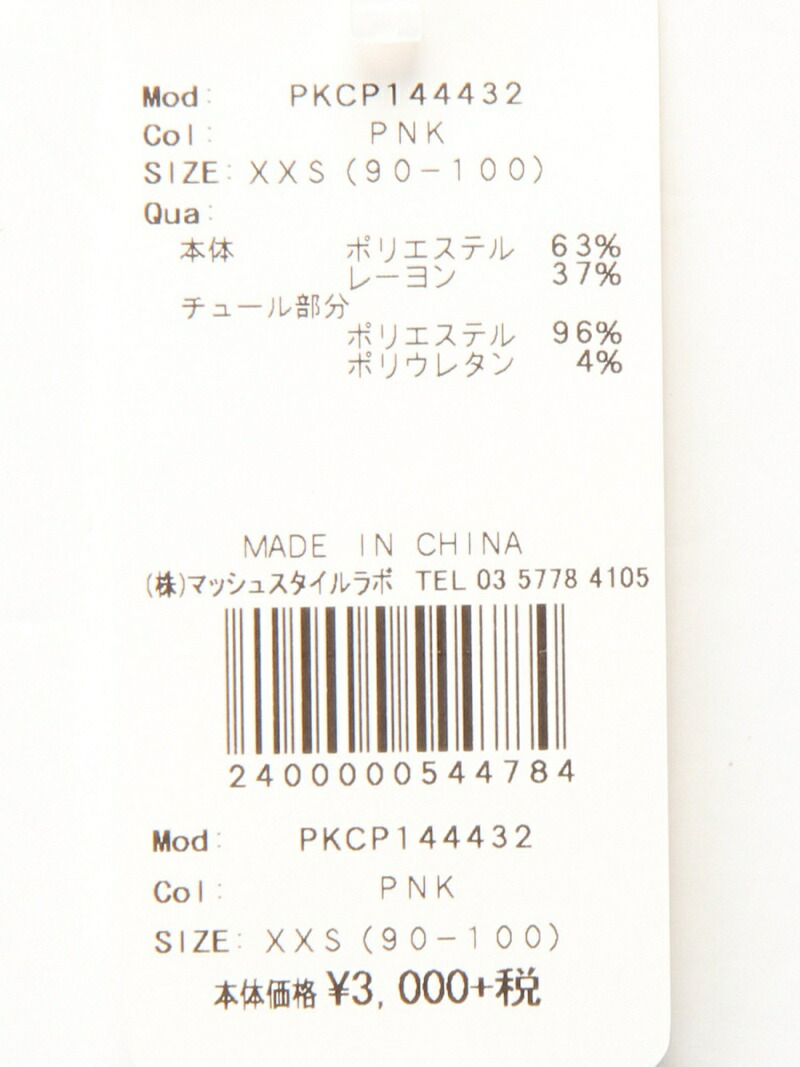 Mod: PKCP144432
Col: PNK
SIZE: XXS (90-100)
Qua:
本体 ポリエステル 63%
レーヨン 37%
チュール部分
ポリエステル 96%
ポリウレタン 4%
MADE IN CHINA
(株)マッシュスタイルラボ TEL 03 5778 4105
2400000544784
Mod: PKCP144432
Col: PNK
SIZE: XXS (90-100)
本体価格 ¥3,000+税